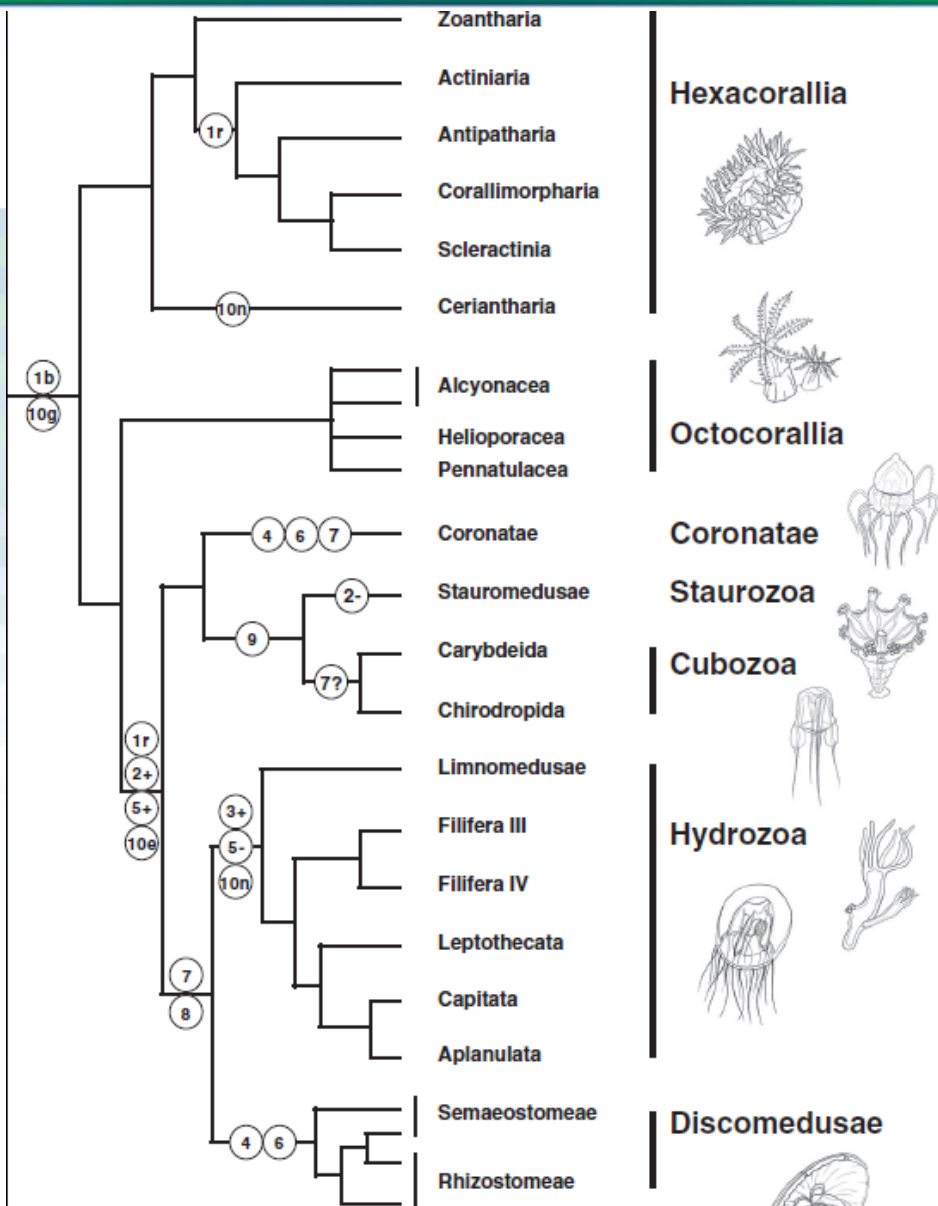 Zoantharia
Actiniaria
Hexacorallia
1r
Antipatharia
Corallimorpharia
Scleractinia
Ceriantharia
10n
1b
10g
Alcyonacea
Octocorallia
Helioporacea
Pennatulacea
4 6 7
Coronatae
Coronatae
2-
Stauromedusae
Staurozoa
9
Carybdeida
Cubozoa
7?
Chirodropida
1r
2+
5+
10e
Limnomedusae
3+
5-
10n
Filifera III
Hydrozoa
Filifera IV
Leptothecata
7
8
Capitata
Aplanulata
Semaeostomeae
Discomedusae
4 6
Rhizostomeae